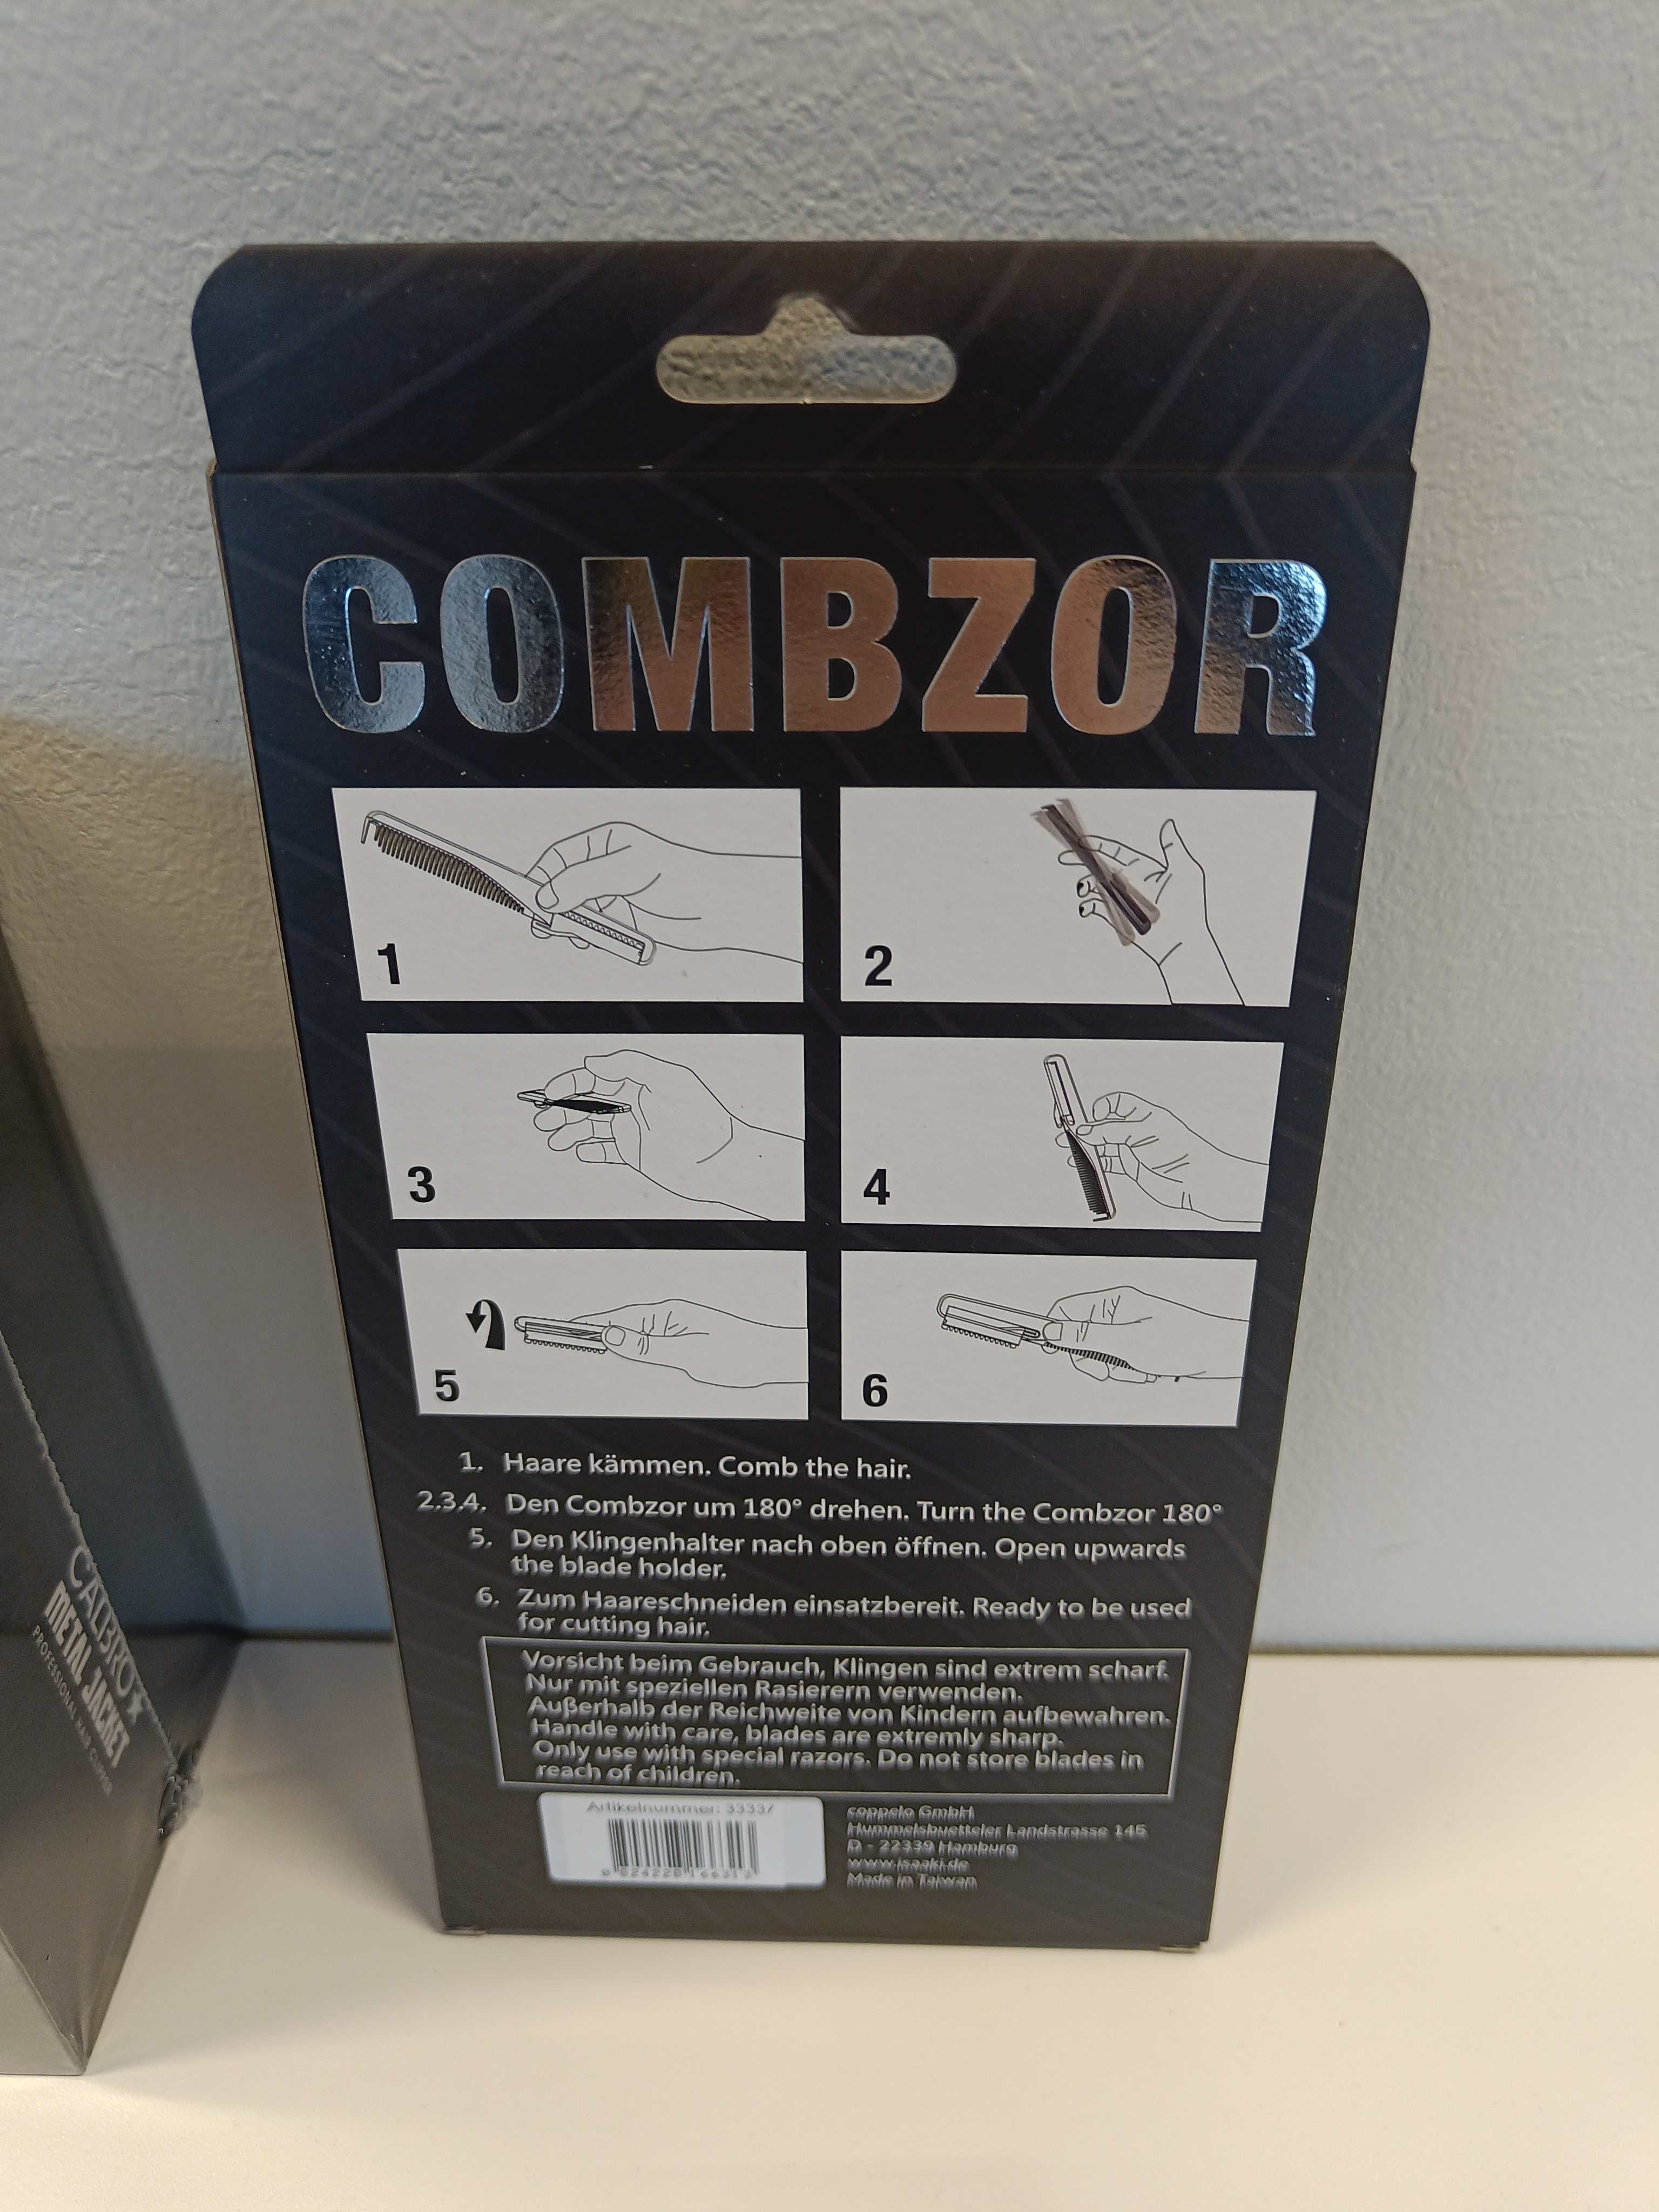 COMBZOR
1
2
3
4
5
6
1. Haare kämmen. Comb the hair.
2.3.4. Den Combzor um 180° drehen. Turn the Combzor 180°
5. Den Klingenhalter nach oben öffnen. Open upwards
the blade holder.
6. Zum Haareschneiden einsatzbereit. Ready to be used
for cutting hair.
Vorsicht beim Gebrauch, Klingen sind extrem scharf.
Nur mit speziellen Rasierern verwenden.
Außerhalb der Reichweite von Kindern aufbewahren.
Handle with care, blades are extremly sharp.
Only use with special razors. Do not store blades in
reach of children.
Artikelnummer: 33337
coppelo GmbH
Hummelsbuetteler Landstrasse 145
D - 22339 Hamburg
www.isaaki.de
Made in Taiwan
CALBROX
METAL JACKET
PROFESSIONAL HAIR CLIPPER